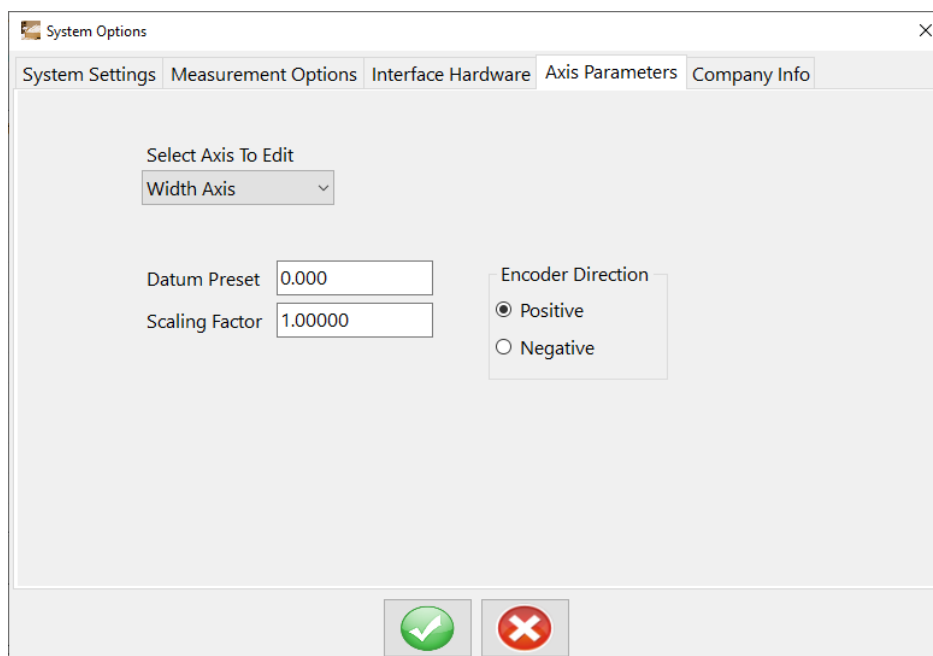 System Options
System Settings Measurement Options Interface Hardware Axis Parameters Company Info
Select Axis To Edit
Width Axis
Datum Preset 0.000
Scaling Factor 1.00000
Encoder Direction
Positive
Negative